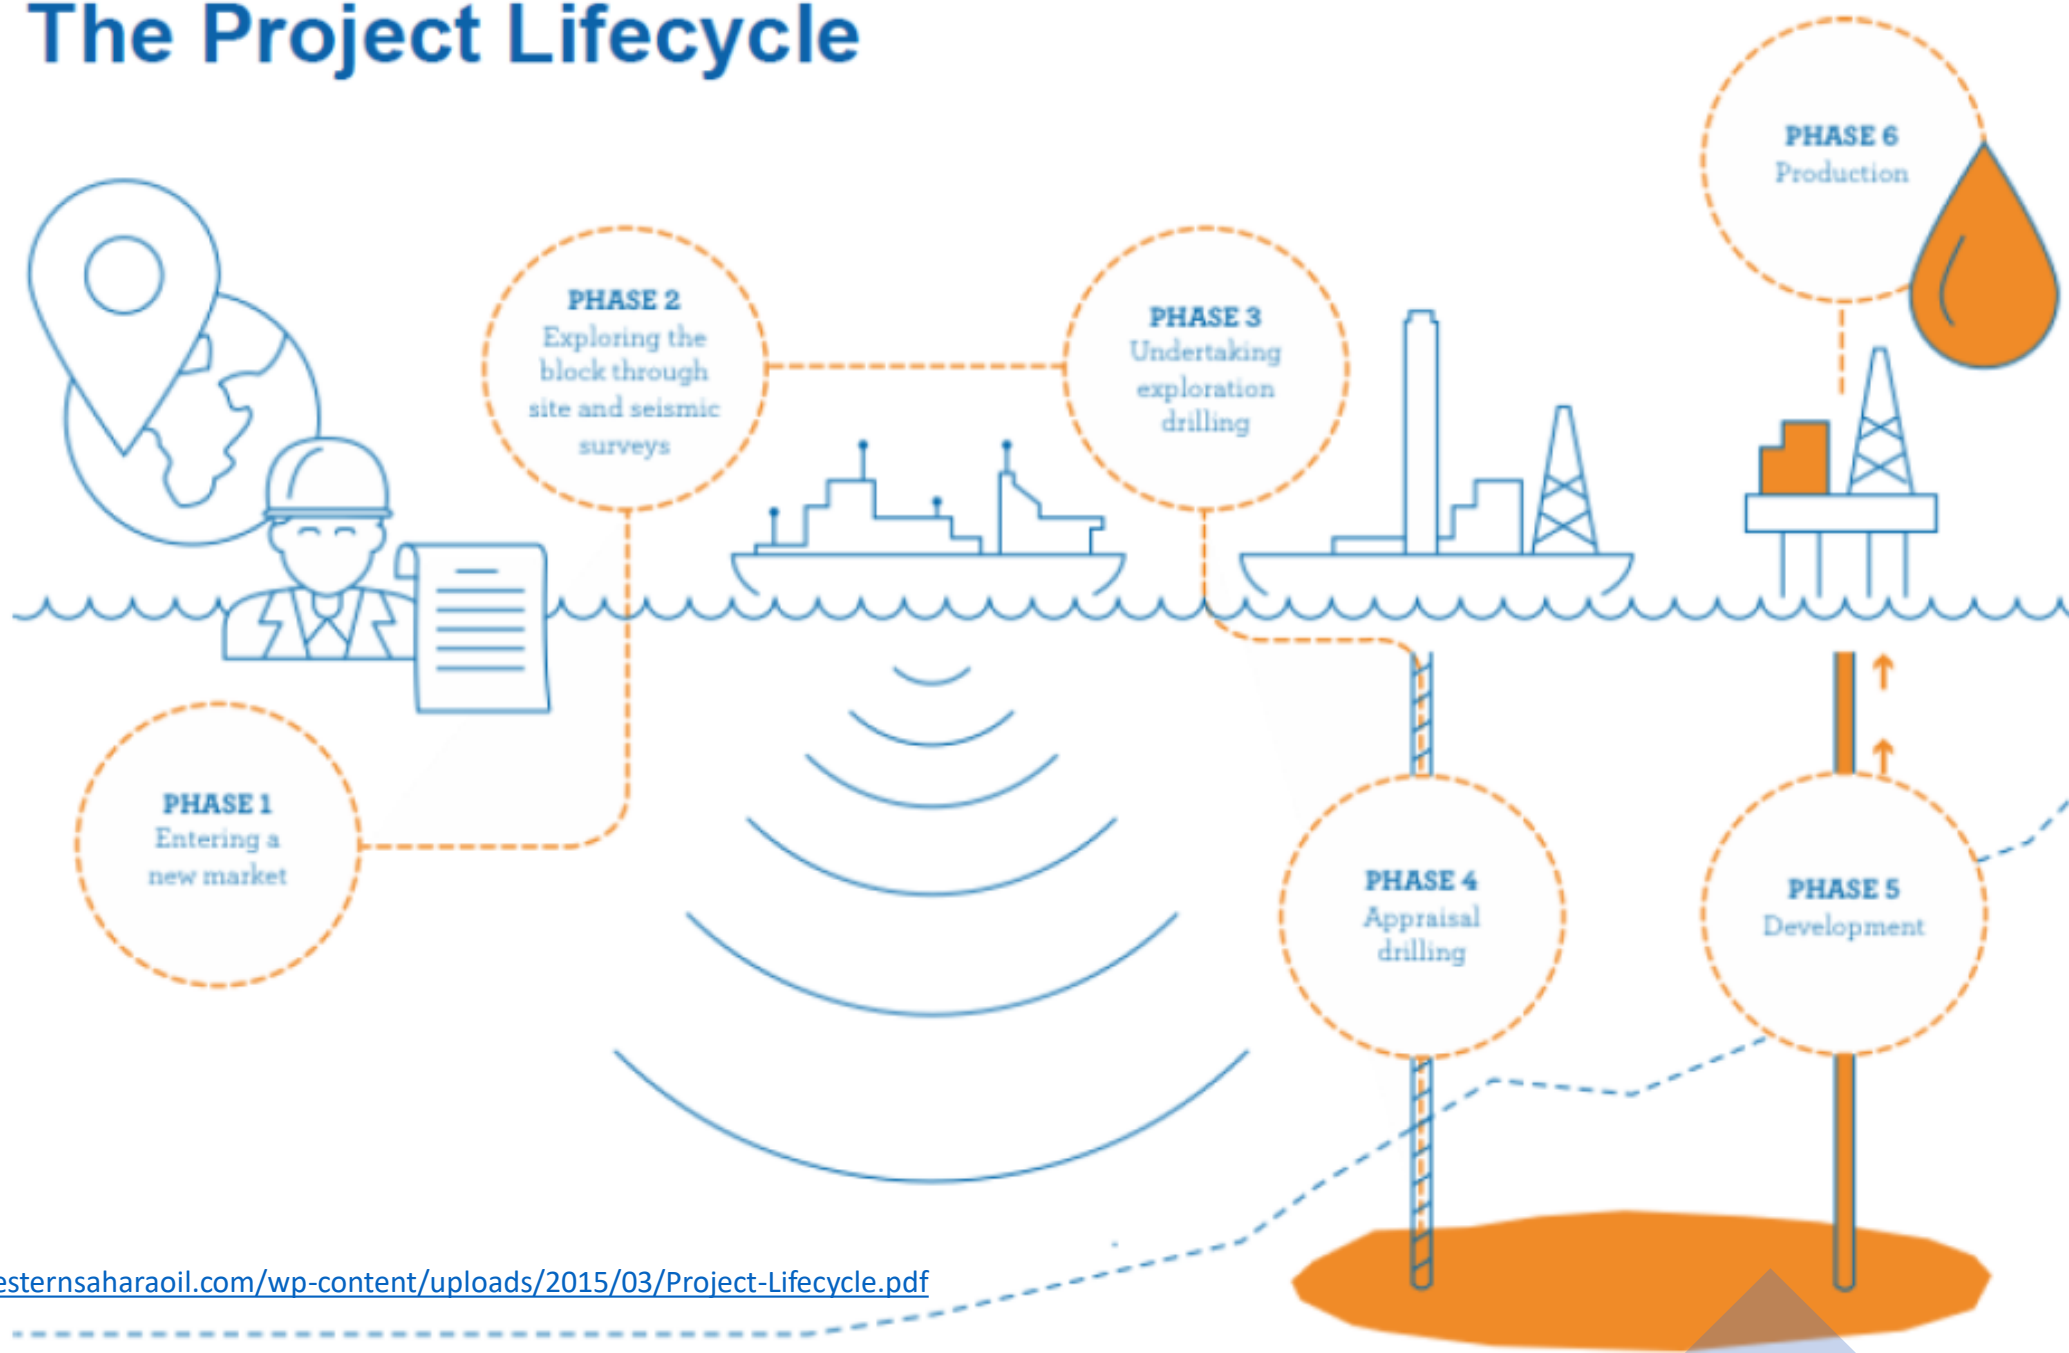 The Project Lifecycle
PHASE 1
Entering a
new market
PHASE 2
Exploring the
block through
site and seismic
surveys
PHASE 3
Undertaking
exploration
drilling
PHASE 4
Appraisal
drilling
PHASE 5
Development
PHASE 6
Production
esternsaharaoil.com/wp-content/uploads/2015/03/Project-Lifecycle.pdf